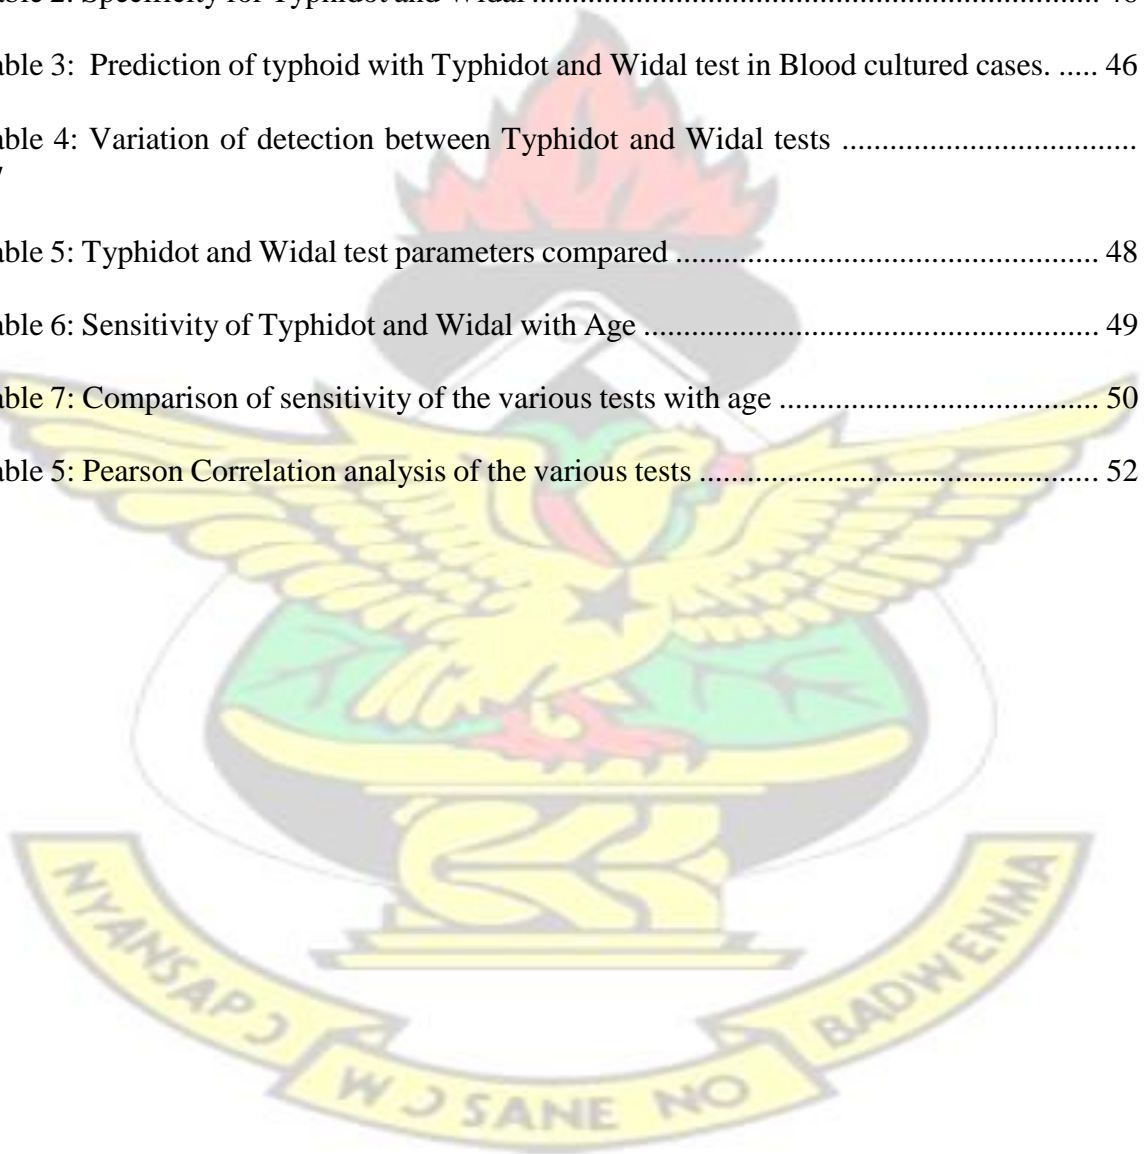 able 2: Specificity for Typhidot and Widal ........................................................................ 46
able 3: Prediction of typhoid with Typhidot and Widal test in Blood cultured cases. ..... 46
able 4: Variation of detection between Typhidot and Widal tests ...................................
able 5: Typhidot and Widal test parameters compared ..................................................... 48
able 6: Sensitivity of Typhidot and Widal with Age ......................................................... 49
able 7: Comparison of sensitivity of the various tests with age ........................................ 50
able 5: Pearson Correlation analysis of the various tests .................................................. 52
NYANSAPƆ
WƆSANE NO
BADWENMA